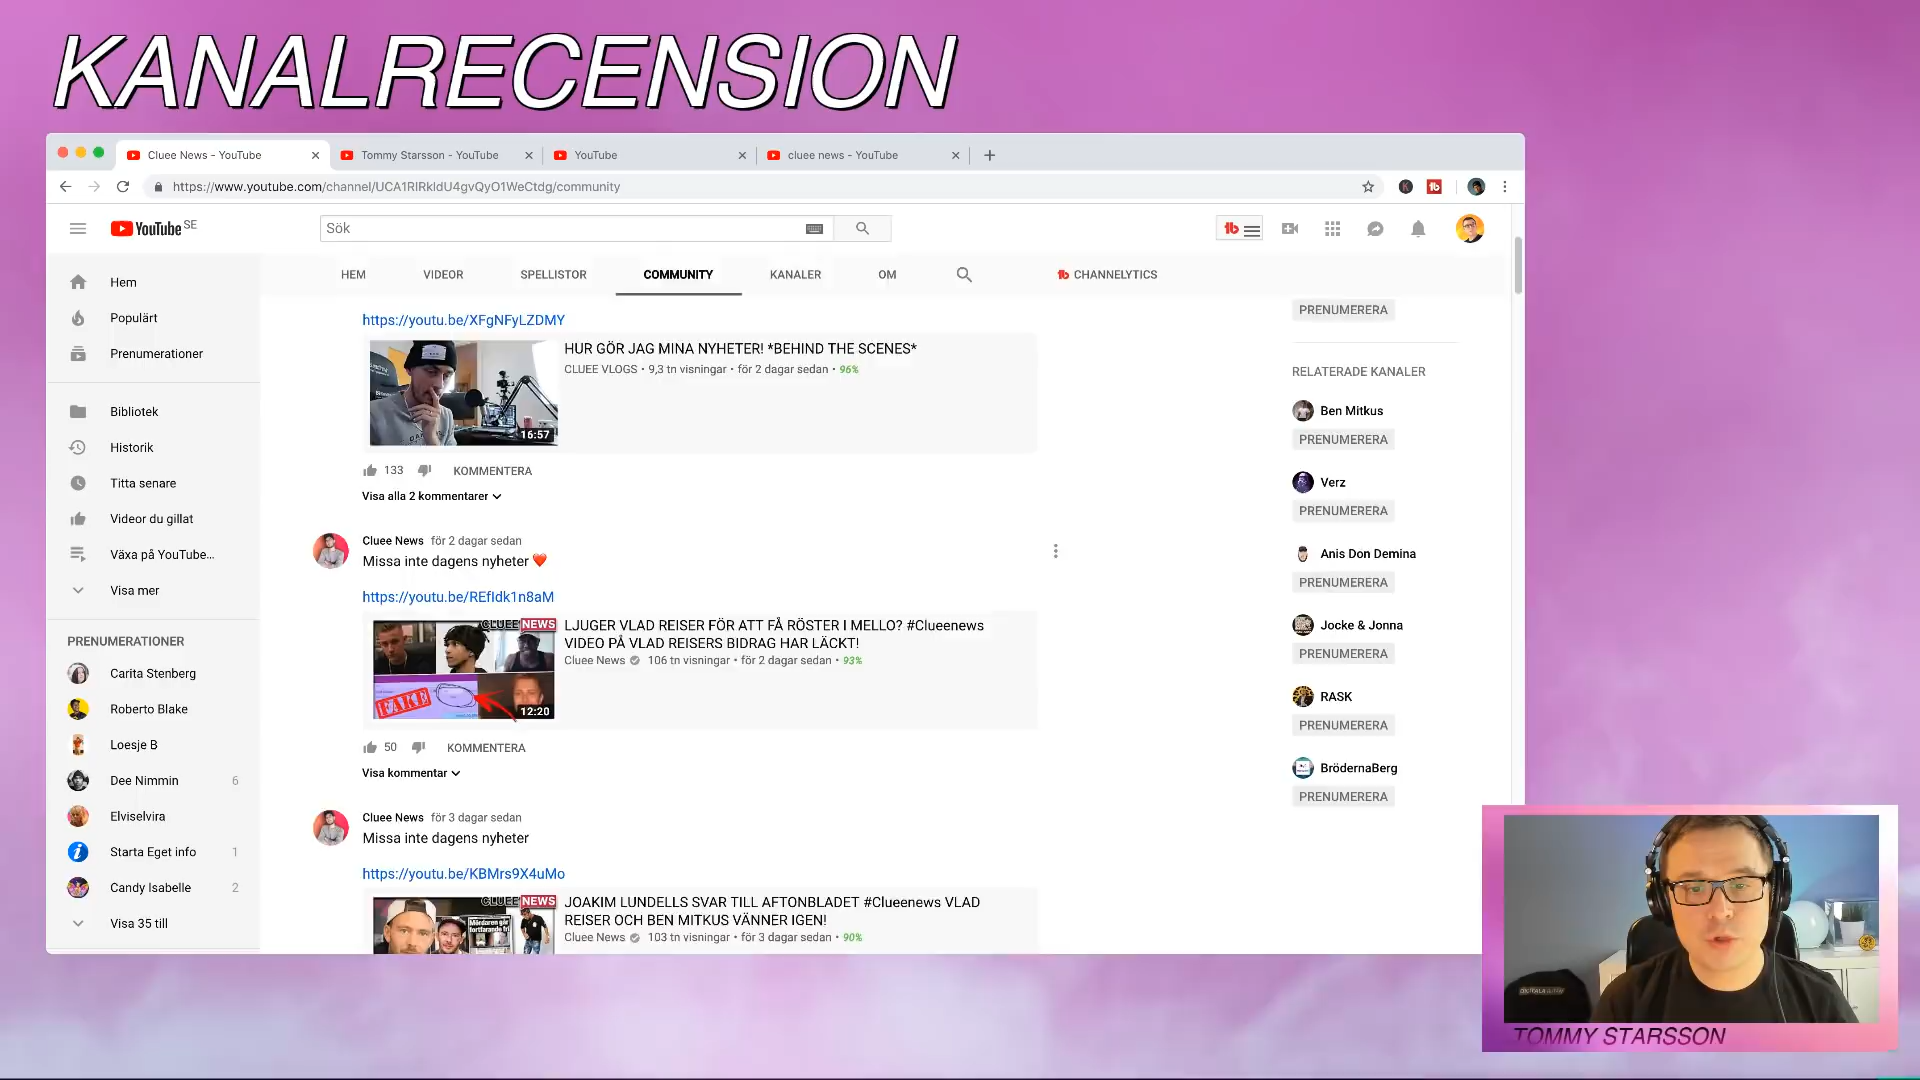 KANALRECENSION
Cluee News - YouTube
Tommy Starsson - YouTube
YouTube
cluee news - YouTube
https://www.youtube.com/channel/UCA1RIRkldU4gvQyO1WeCtdg/community
YouTube SE
Sök
HEM
VIDEOR
SPELLISTOR
COMMUNITY
KANALER
OM
CHANNELYTICS
Hem
Populärt
Prenumerationer
Bibliotek
Historik
Titta senare
Videor du gillat
Växa på YouTube...
Visa mer
PRENUMERATIONER
Carita Stenberg
Roberto Blake
Loesje B
Dee Nimmin 6
Elviselvira
Starta Eget info 1
Candy Isabelle 2
Visa 35 till
https://youtu.be/XFgNFyLZDMY
HUR GÖR JAG MINA NYHETER! *BEHIND THE SCENES*
CLUEE VLOGS • 9,3 tn visningar • för 2 dagar sedan • 96%
16:57
133 KOMMENTERA
Visa alla 2 kommentarer
Cluee News för 2 dagar sedan
Missa inte dagens nyheter ❤️
https://youtu.be/REfIdk1n8aM
CLUEE NEWS
FAKE
12:20
LJUGER VLAD REISER FÖR ATT FÅ RÖSTER I MELLO? #Clueenews
VIDEO PÅ VLAD REISERS BIDRAG HAR LÄCKT!
Cluee News 106 tn visningar • för 2 dagar sedan • 93%
50 KOMMENTERA
Visa kommentar
Cluee News för 3 dagar sedan
Missa inte dagens nyheter
https://youtu.be/KBMrs9X4uMo
CLUEE NEWS
Mördaren går
fortfarande fri
JOAKIM LUNDELLS SVAR TILL AFTONBLADET #Clueenews VLAD
REISER OCH BEN MITKUS VÄNNER IGEN!
Cluee News 103 tn visningar • för 3 dagar sedan • 90%
PRENUMERERA
RELATERADE KANALER
Ben Mitkus
PRENUMERERA
Verz
PRENUMERERA
Anis Don Demina
PRENUMERERA
Jocke & Jonna
PRENUMERERA
RASK
PRENUMERERA
BrödernaBerg
PRENUMERERA
TOMMY STARSSON